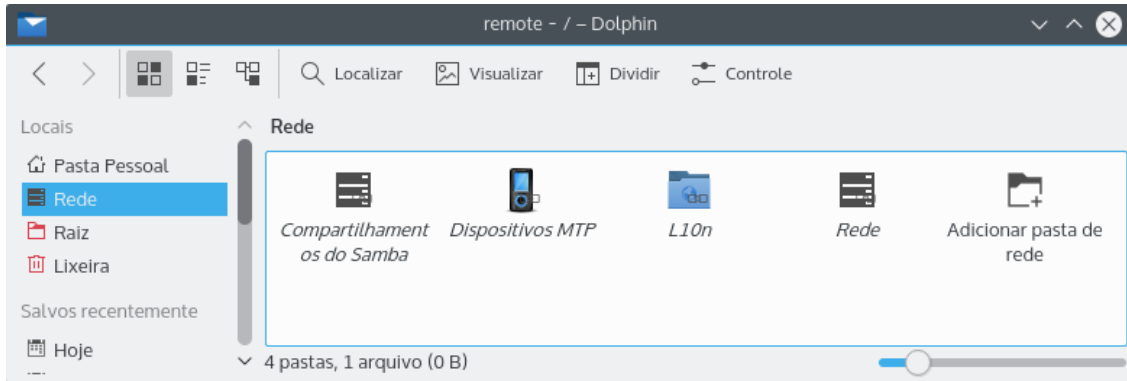 remote - / – Dolphin
Localizar Visualizar Dividir Controle
Locais
Rede
Pasta Pessoal
Rede
Raiz
Lixeira
Salvos recentemente
Hoje
Compartilhament
os do Samba
Dispositivos MTP
L10n
Rede
Adicionar pasta de
rede
4 pastas, 1 arquivo (0 B)